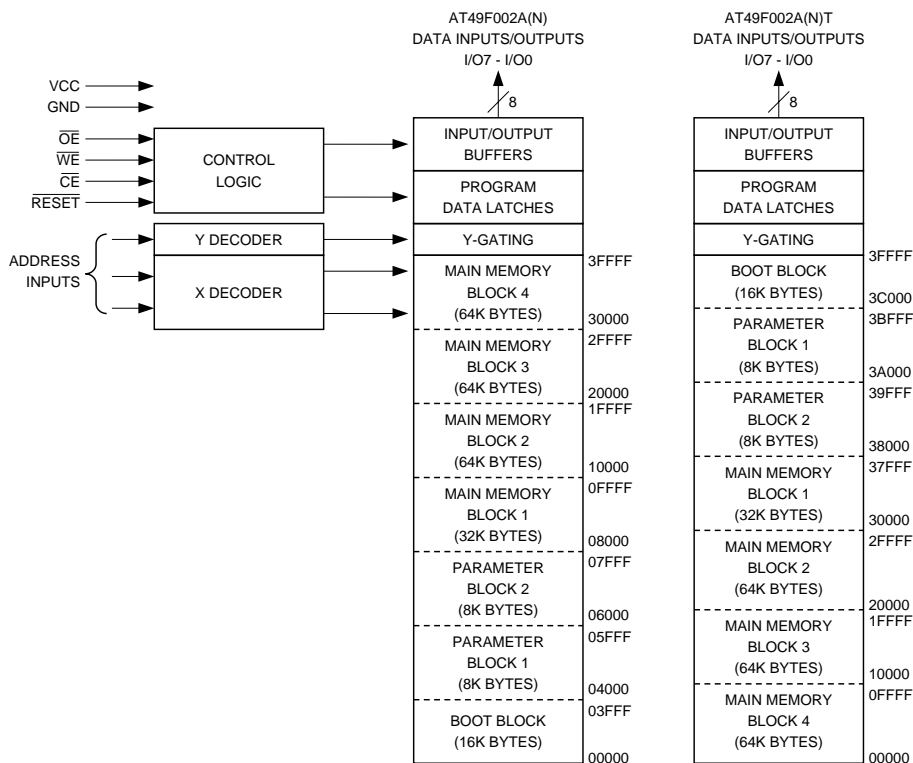 AT49F002A(N)
DATA INPUTS/OUTPUTS
I/O7 - I/O0
8
AT49F002A(N)T
DATA INPUTS/OUTPUTS
I/O7 - I/O0
8
VCC
GND
OE
WE
CE
RESET
ADDRESS
INPUTS
CONTROL
LOGIC
Y DECODER
X DECODER
INPUT/OUTPUT
BUFFERS
PROGRAM
DATA LATCHES
Y-GATING
3FFFF
MAIN MEMORY
BLOCK 4
(64K BYTES)
30000
2FFFF
MAIN MEMORY
BLOCK 3
(64K BYTES)
20000
1FFFF
MAIN MEMORY
BLOCK 2
(64K BYTES)
10000
0FFFF
MAIN MEMORY
BLOCK 1
(32K BYTES)
08000
07FFF
PARAMETER
BLOCK 2
(8K BYTES)
06000
05FFF
PARAMETER
BLOCK 1
(8K BYTES)
04000
03FFF
BOOT BLOCK
(16K BYTES)
00000
INPUT/OUTPUT
BUFFERS
PROGRAM
DATA LATCHES
Y-GATING
3FFFF
BOOT BLOCK
(16K BYTES)
3C000
3BFFF
PARAMETER
BLOCK 1
(8K BYTES)
3A000
39FFF
PARAMETER
BLOCK 2
(8K BYTES)
38000
37FFF
MAIN MEMORY
BLOCK 1
(32K BYTES)
30000
2FFFF
MAIN MEMORY
BLOCK 2
(64K BYTES)
20000
1FFFF
MAIN MEMORY
BLOCK 3
(64K BYTES)
10000
0FFFF
MAIN MEMORY
BLOCK 4
(64K BYTES)
00000